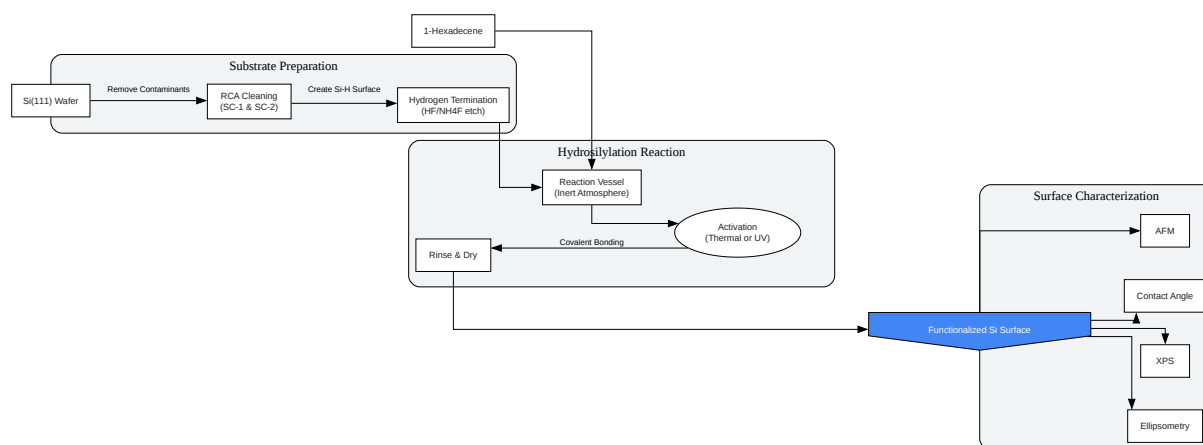 1-Hexadecene
Substrate Preparation
Si(111) Wafer
Remove Contaminants
RCA Cleaning
(SC-1 & SC-2)
Create Si-H Surface
Hydrogen Termination
(HF/NH4F etch)
Hydrosilylation Reaction
Reaction Vessel
(Inert Atmosphere)
Activation
(Thermal or UV)
Covalent Bonding
Rinse & Dry
Surface Characterization
AFM
Contact Angle
Functionalized Si Surface
XPS
Ellipsometry